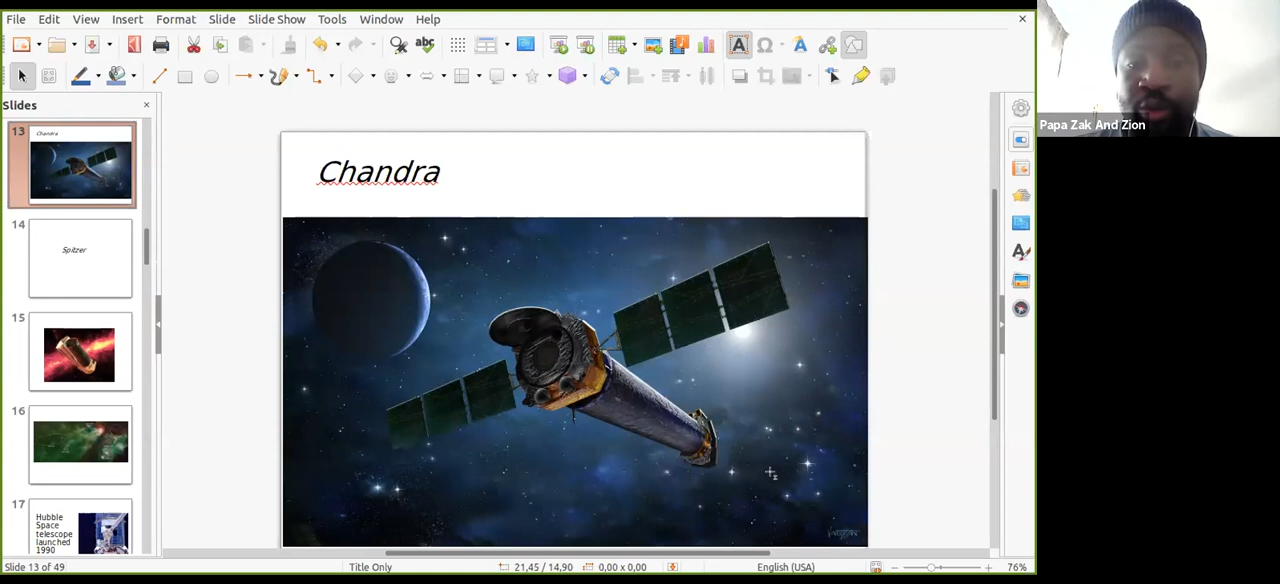 File Edit View Insert Format Slide Slide Show Tools Window Help
Slides
13
Chandra
14
Spitzer
15
16
17
Hubble
Space
telescope
launched
1990
Chandra
Slide 13 of 49 Title Only 21,45 / 14,90 0,00 x 0,00 English (USA) 76%
Papa Zak And Zion